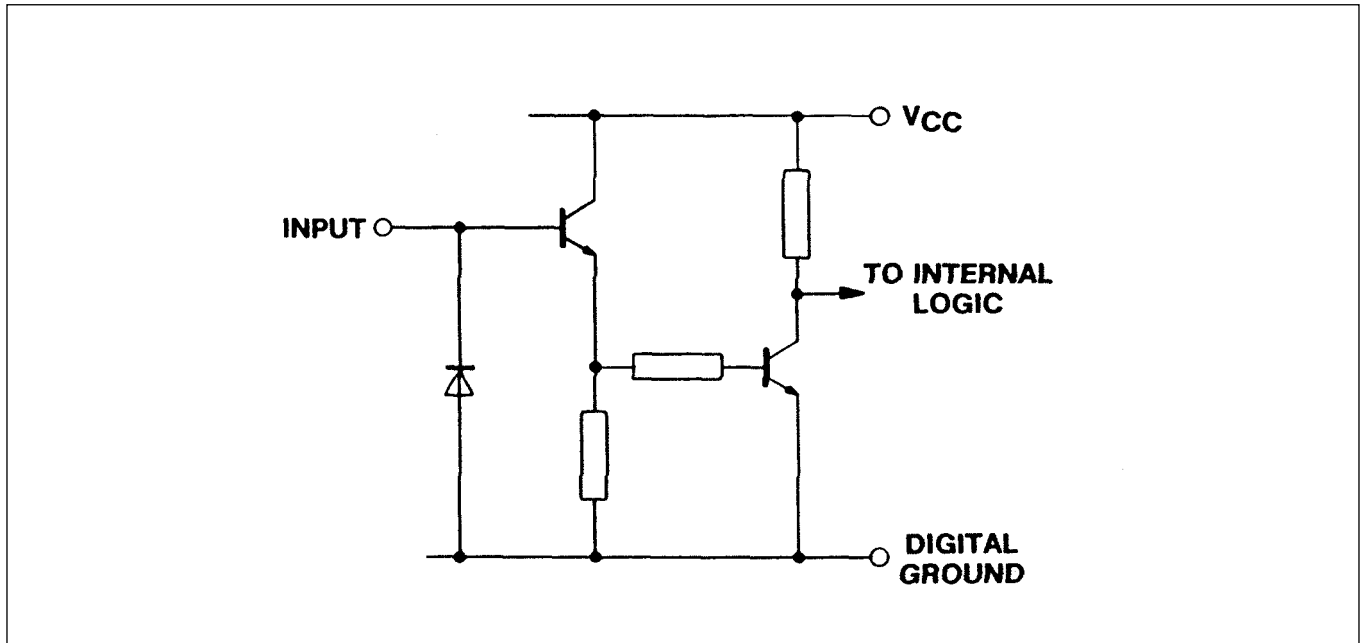 VCC
INPUT
TO INTERNAL
LOGIC
DIGITAL
GROUND